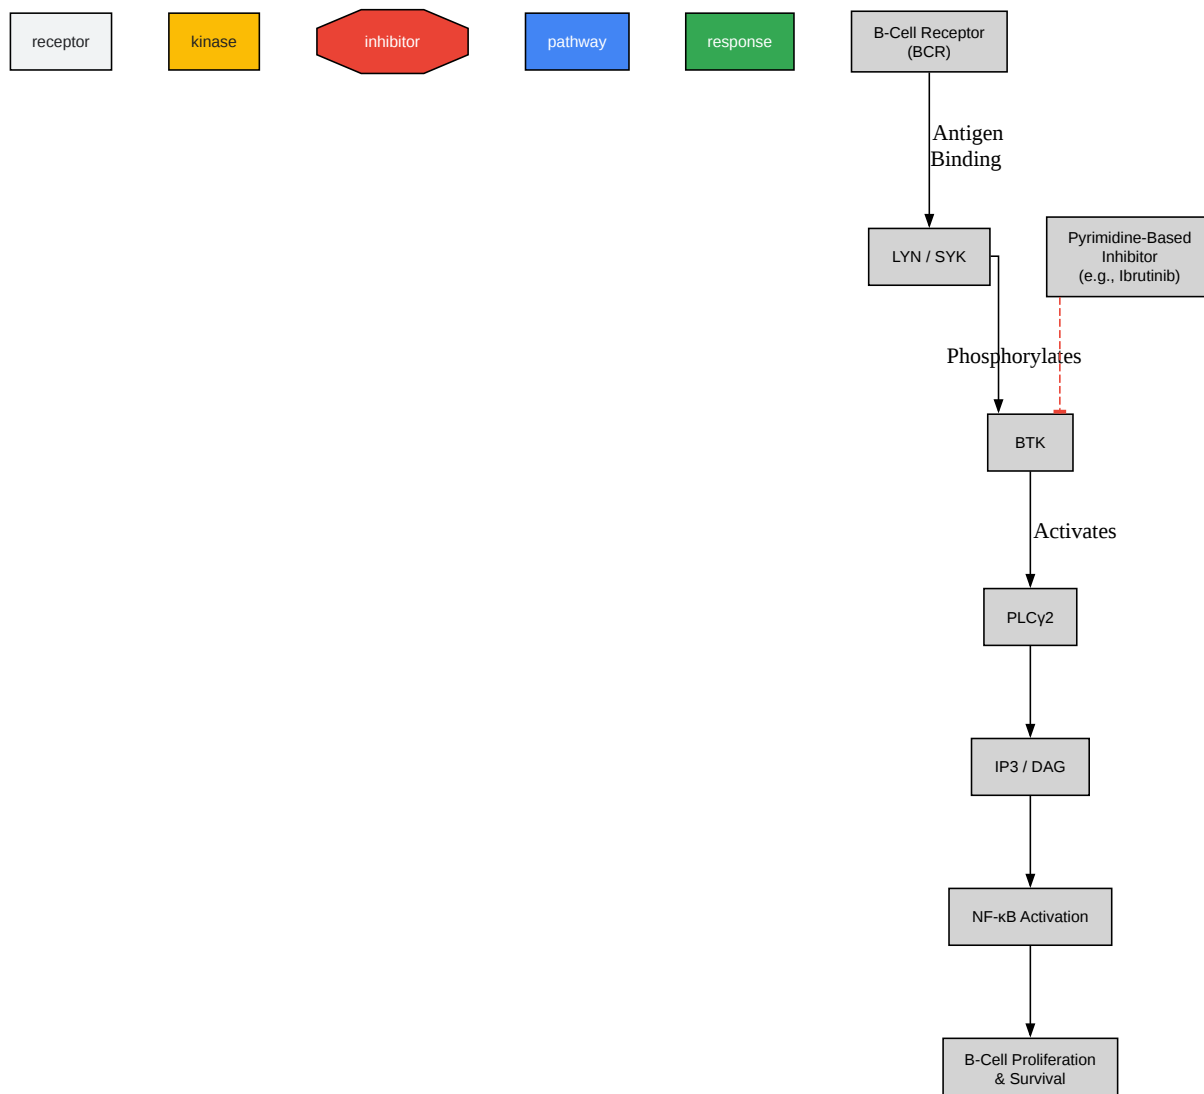 receptor
kinase
inhibitor
pathway
response
B-Cell Receptor
(BCR)
Antigen
Binding
LYN / SYK
Pyrimidine-Based
Inhibitor
(e.g., Ibrutinib)
Phosphorylates
BTK
Activates
PLCγ2
IP3 / DAG
NF-κB Activation
B-Cell Proliferation
& Survival